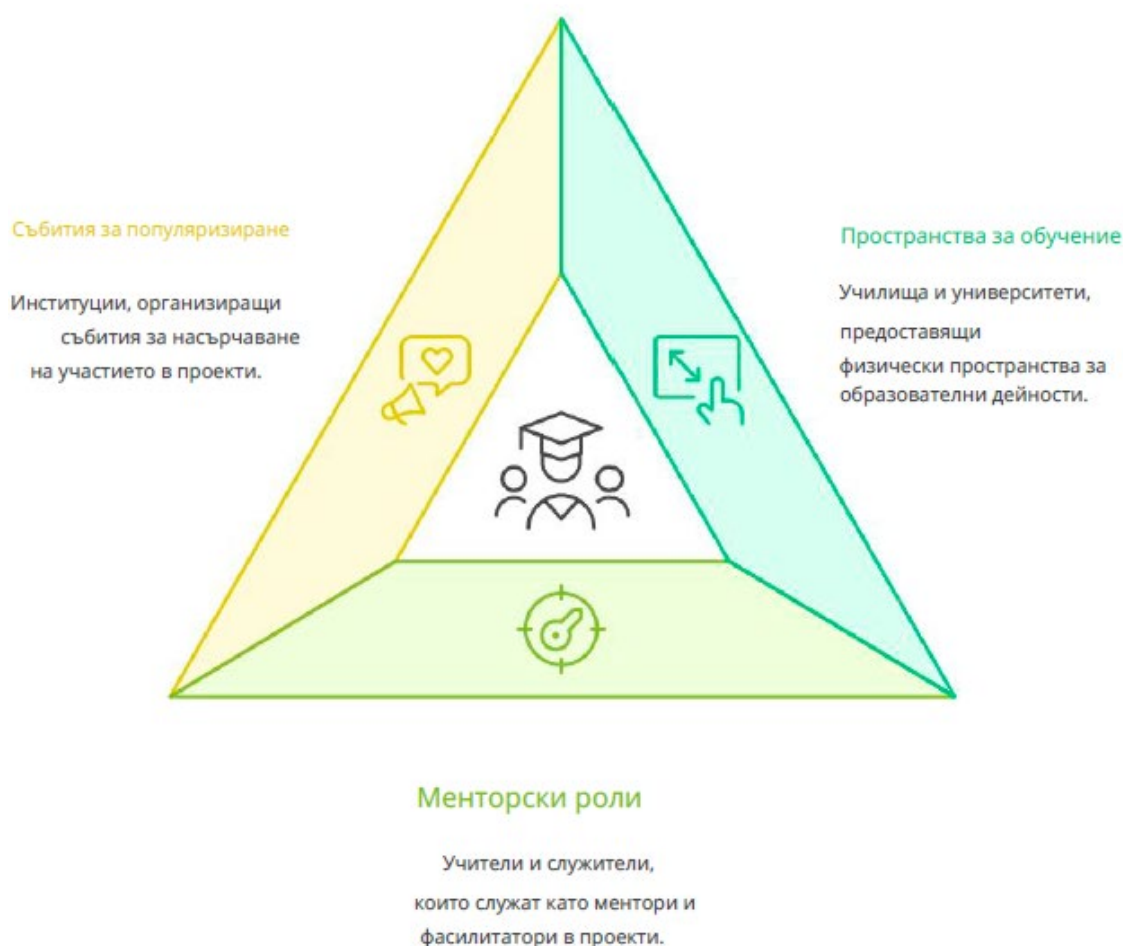 Събития за популяризиране
Институции, организиращи
събития за насърчаване
на участието в проекти.
Пространства за обучение
Училища и университети,
предоставящи
физически пространства за
образователни дейности.
Менторски роли
Учители и служители,
които служат като ментори и
фасилитатори в проекти.